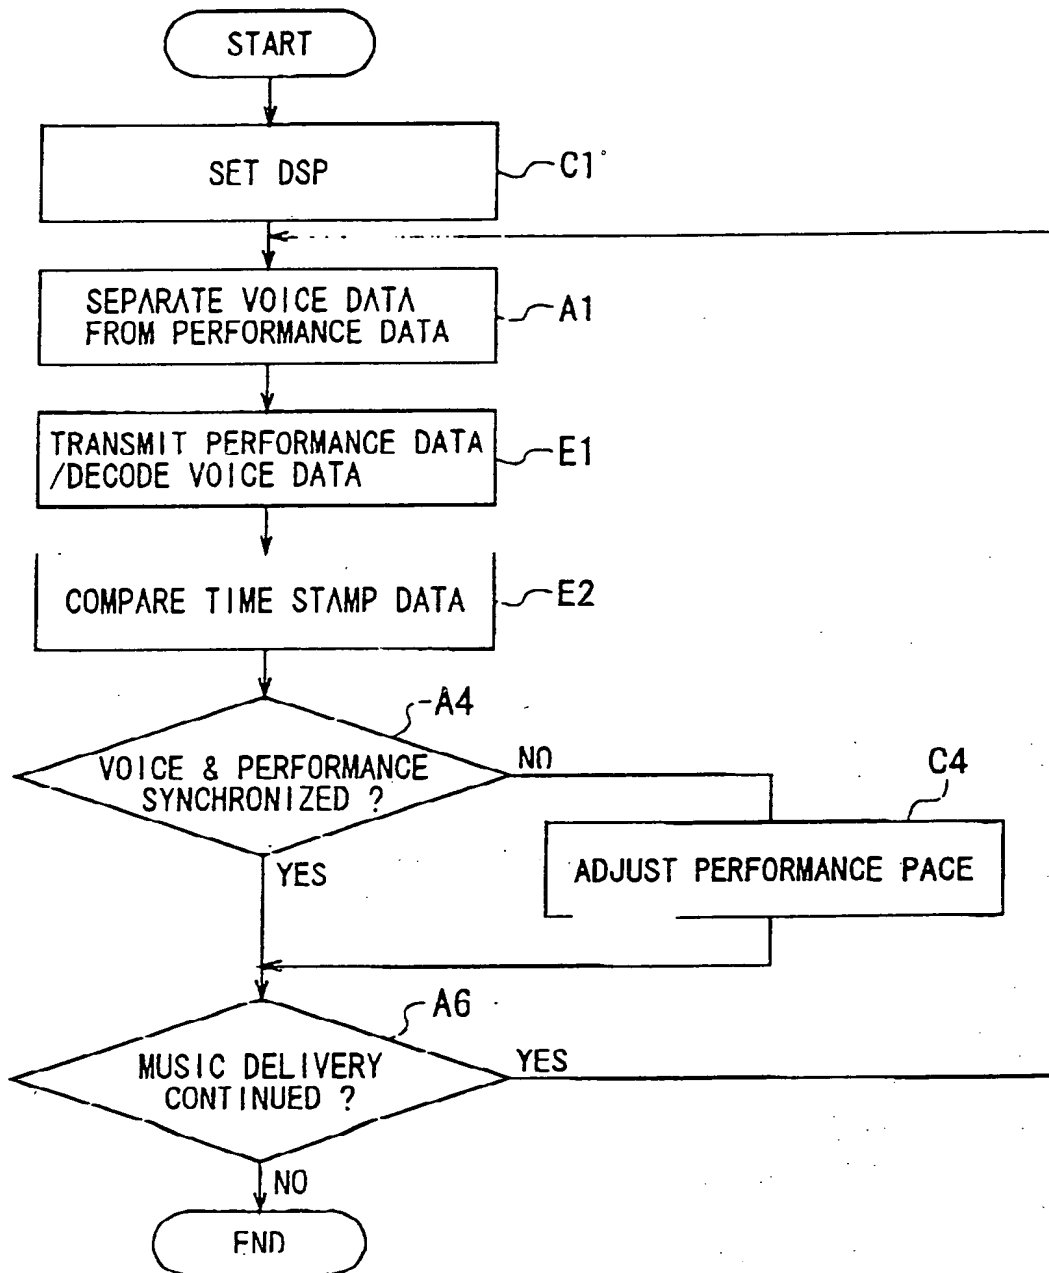 START
SET DSP
C1
SEPARATE VOICE DATA
FROM PERFORMANCE DATA
A1
TRANSMIT PERFORMANCE DATA
/DECODE VOICE DATA
E1
COMPARE TIME STAMP DATA
E2
A4
VOICE & PERFORMANCE
SYNCHRONIZED ?
NO
C4
YES
ADJUST PERFORMANCE PACE
A6
MUSIC DELIVERY
CONTINUED ?
YES
NO
END